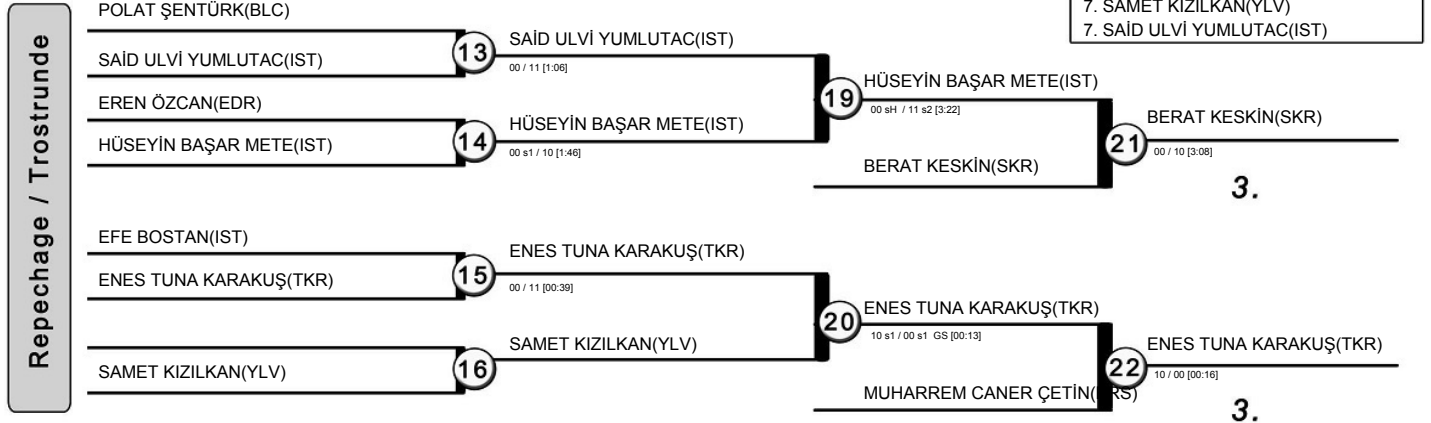 Repechage / Trostrunde
POLAT ŞENTÜRK(BLC)
SAİD ULVİ YUMLUTAC(IST)
13
SAİD ULVİ YUMLUTAC(IST)
00 / 11 [1:06]
EREN ÖZCAN(EDR)
HÜSEYİN BAŞAR METE(IST)
14
HÜSEYİN BAŞAR METE(IST)
00 s1 / 10 [1:46]
19
HÜSEYİN BAŞAR METE(IST)
00 sH / 11 s2 [3:22]
BERAT KESKİN(SKR)
21
BERAT KESKİN(SKR)
00 / 10 [3:08]
3.
7. SAMET KIZILKAN(YLV)
7. SAİD ULVİ YUMLUTAC(IST)
EFE BOSTAN(IST)
ENES TUNA KARAKUŞ(TKR)
15
ENES TUNA KARAKUŞ(TKR)
00 / 11 [00:39]
SAMET KIZILKAN(YLV)
16
SAMET KIZILKAN(YLV)
20
ENES TUNA KARAKUŞ(TKR)
10 s1 / 00 s1 GS [00:13]
MUHARREM CANER ÇETİN(
RS)
22
ENES TUNA KARAKUŞ(TKR)
10 / 00 [00:16]
3.